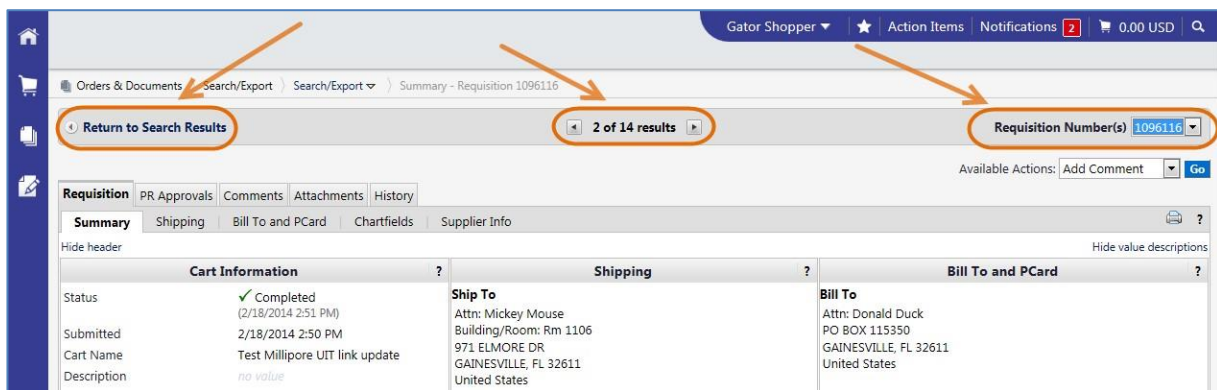 Gator Shopper Action Items Notifications 2 0.00 USD
Orders & Documents Search/Export Search/Export Summary - Requisition 1096116
Return to Search Results 2 of 14 results Requisition Number(s) 1096116
Available Actions: Add Comment Go
Requisition PR Approvals Comments Attachments History
Summary Shipping Bill To and PCard Chartfields Supplier Info ?
Hide header Hide value descriptions
Cart Information ? Shipping ? Bill To and PCard ?
Status Completed
(2/18/2014 2:51 PM)
Submitted 2/18/2014 2:50 PM
Cart Name Test Millipore UIT link update
Description no value
Ship To
Attn: Mickey Mouse
Building/Room: Rm 1106
971 ELMORE DR
GAINESVILLE, FL 32611
United States
Bill To
Attn: Donald Duck
PO BOX 115350
GAINESVILLE, FL 32611
United States